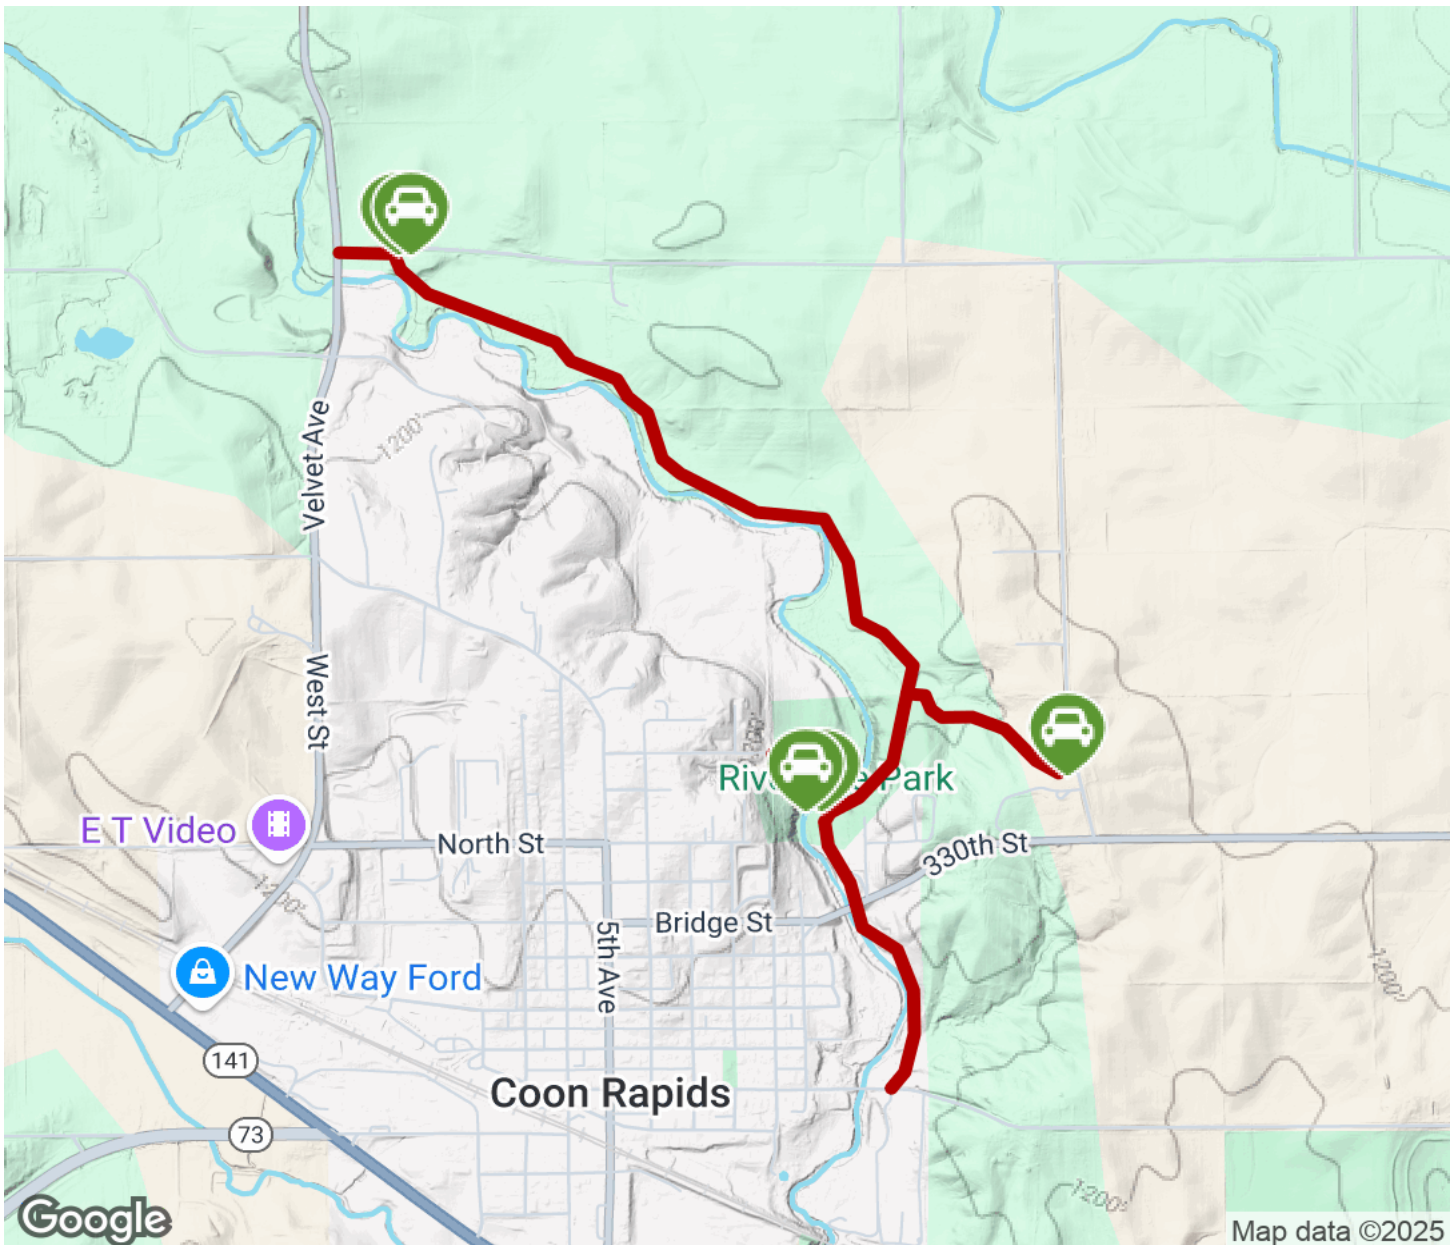 1200'
Velvet Ave
West St
E T Video
North St
330th St
Bridge St
1200'
5th Ave
New Way Ford
1200'
141
Coon Rapids
73
1200'
Google
Map data ©2025